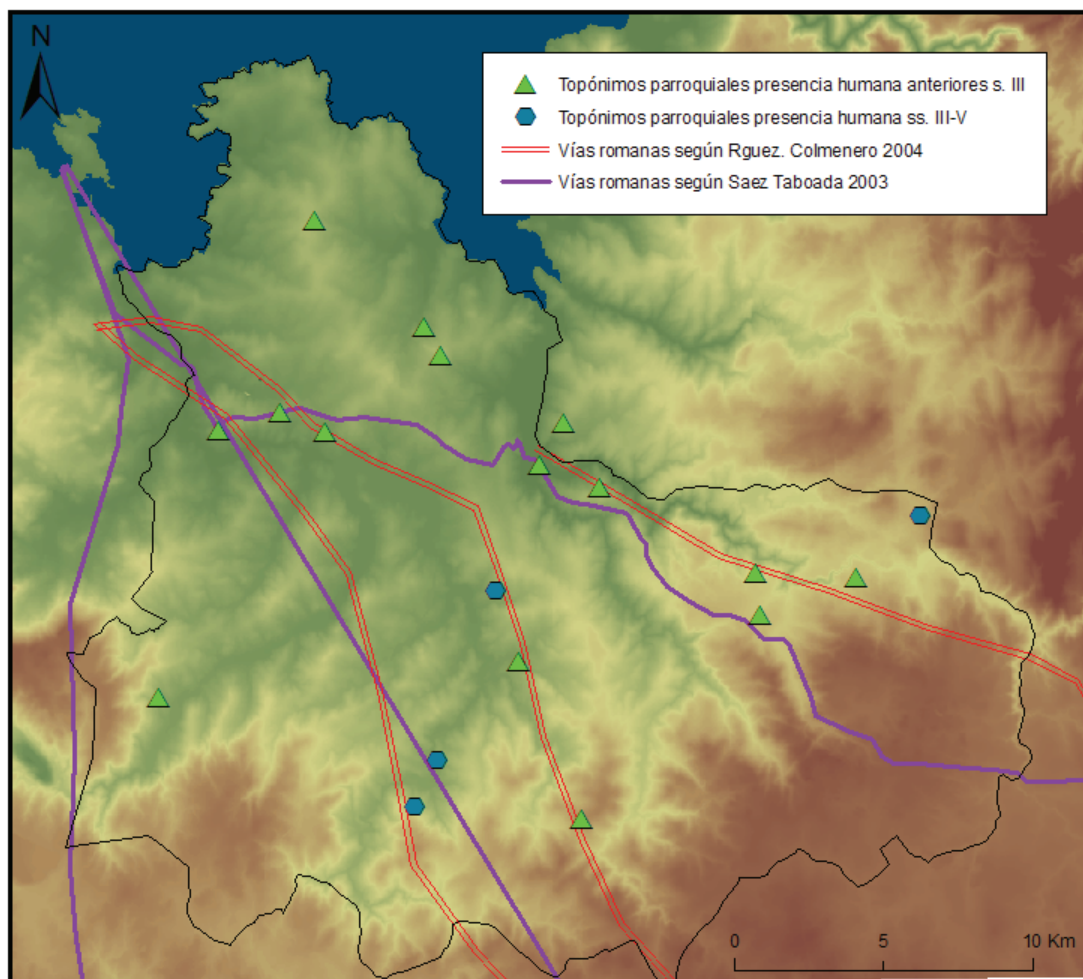 N
Topónimos parroquiales presencia humana anteriores s. III
Topónimos parroquiales presencia humana ss. III-V
Vías romanas según Rguez. Colmenero 2004
Vías romanas según Saez Taboada 2003
0 5 10 Km